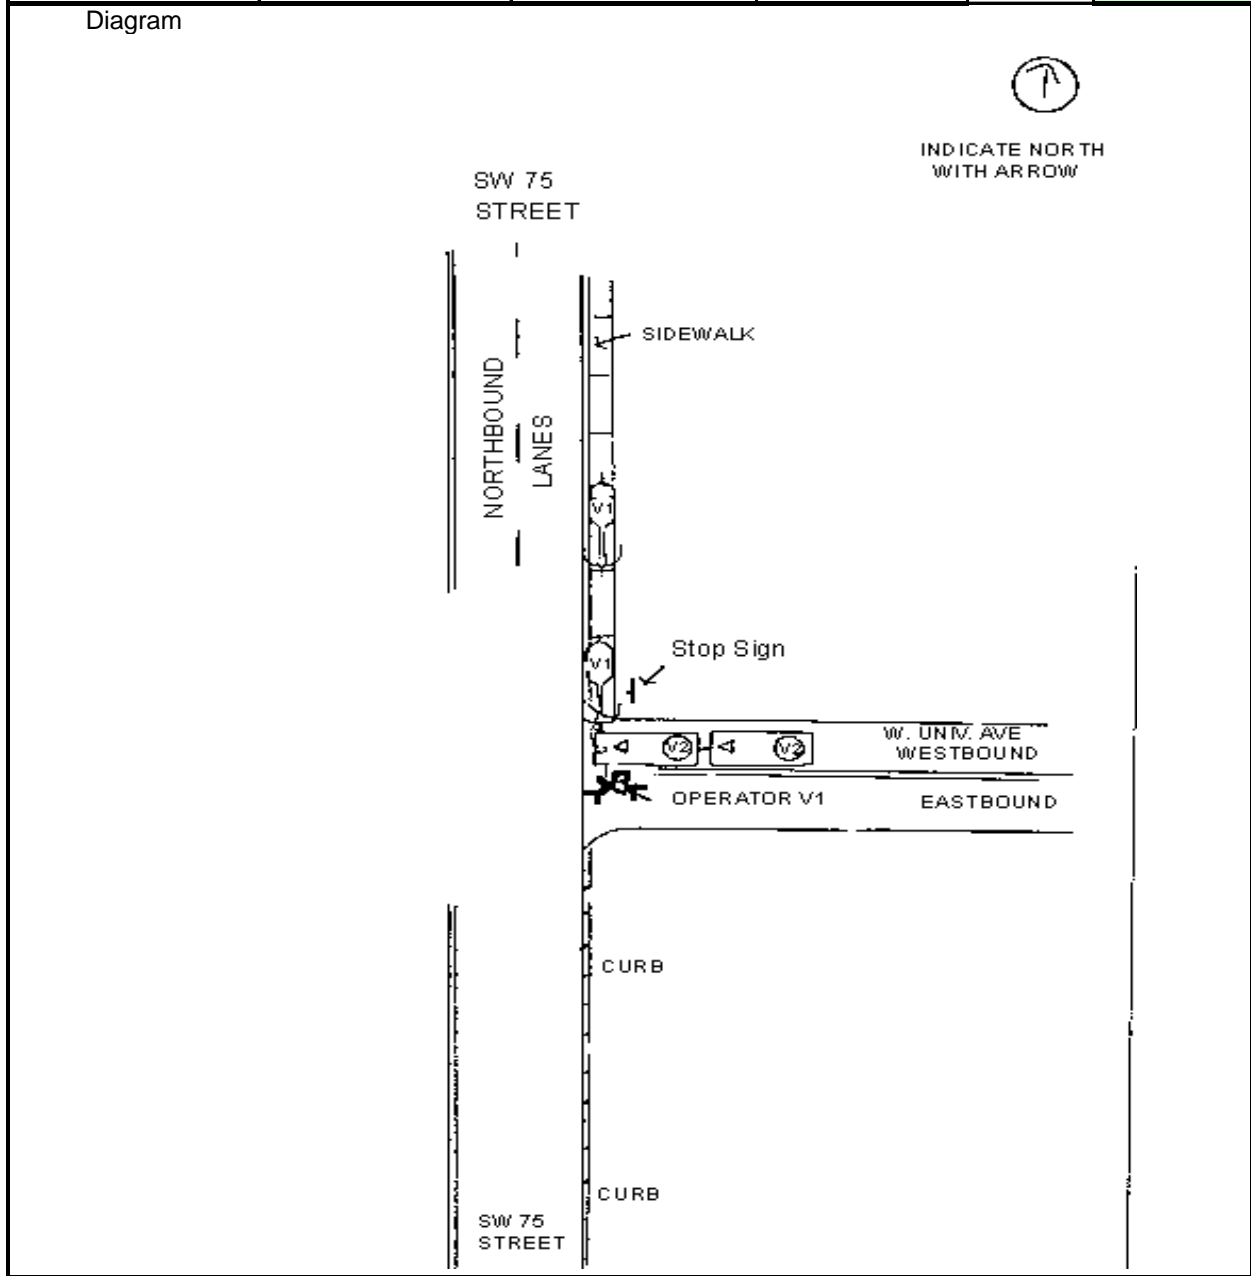 Diagram
INDICATE NORTH
WITH ARROW
SW 75
STREET
SIDEWALK
NORTHBOUND
LANES
V1
V1
Stop Sign
W. UNIV. AVE
WESTBOUND
V2
V2
OPERATOR V1
EASTBOUND
CURB
CURB
SW 75
STREET